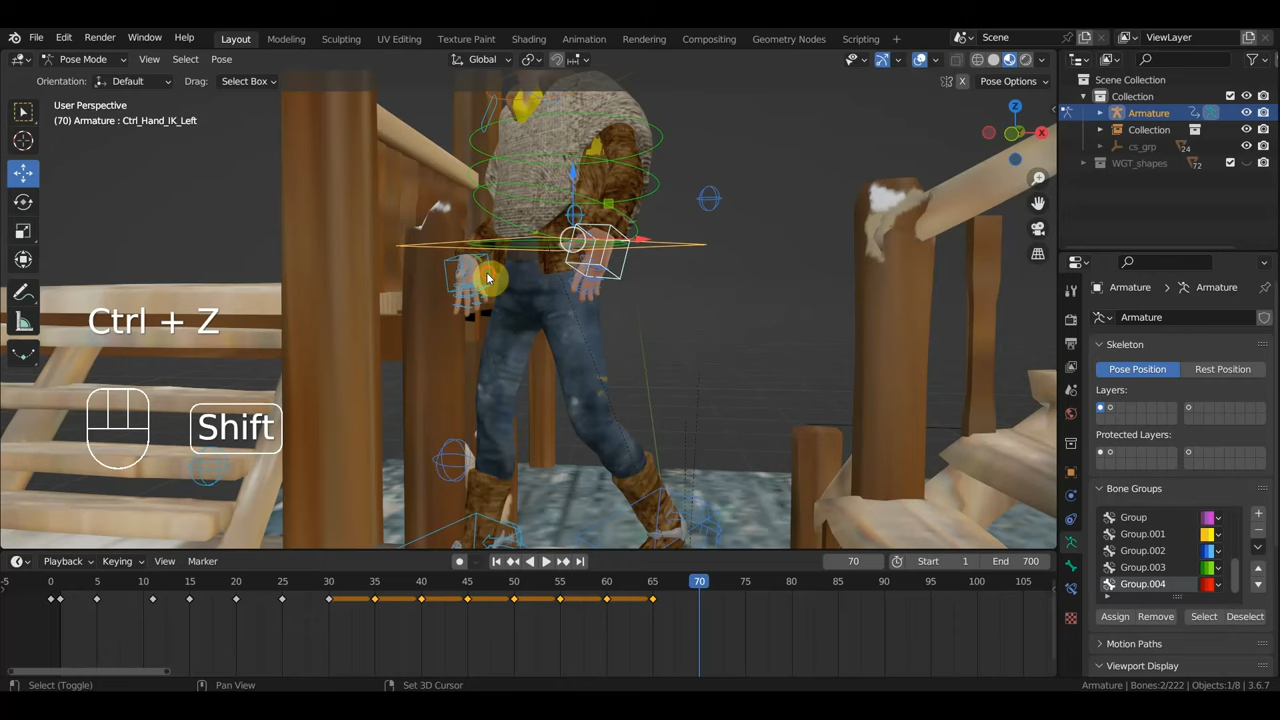 File Edit Render Window Help Layout Modeling Sculpting UV Editing Texture Paint Shading Animation Rendering Compositing Geometry Nodes Scripting + Scene ViewLayer
Pose Mode View Select Pose Global
Orientation: Default Drag: Select Box X Pose Options
Scene Collection
Collection
Armature
Collection
cs_grp 24
WGT_shapes 72
User Perspective
(70) Armature : Ctrl_Hand_IK_Left
Z
X
Ctrl + Z
Shift
Armature Armature
Armature
Skeleton
Pose Position Rest Position
Layers:
Protected Layers:
Bone Groups
Group
Group.001
Group.002
Group.003
Group.004
Assign Remove Select Deselect
Motion Paths
Viewport Display
Playback Keying View Marker 70 Start 1 End 700
-5 0 5 10 15 20 25 30 35 40 45 50 55 60 65 70 75 80 85 90 95 100 105
Select (Toggle) Pan View Set 3D Cursor Armature | Bones:2/222 | Objects:1/8 | 3.6.7